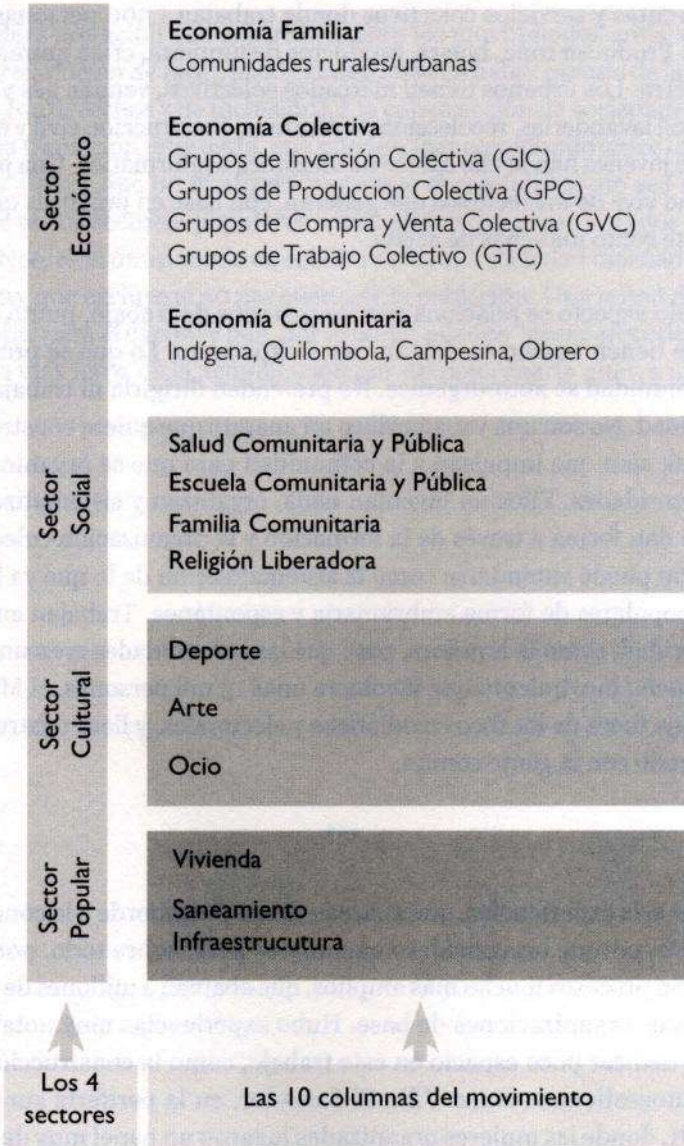 Sector
Económico
Economía Familiar
Comunidades rurales/urbanas
Economía Colectiva
Grupos de Inversión Colectiva (GIC)
Grupos de Produccion Colectiva (GPC)
Grupos de Compra y Venta Colectiva (GVC)
Grupos de Trabajo Colectivo (GTC)
Economía Comunitaria
Indígena, Quilombola, Campesina, Obrero
Sector
Social
Salud Comunitaria y Pública
Escuela Comunitaria y Pública
Familia Comunitaria
Religión Liberadora
Sector
Cultural
Deporte
Arte
Ocio
Sector
Popular
Vivienda
Saneamiento
Infraestrucutura
Los 4
sectores
Las 10 columnas del movimiento